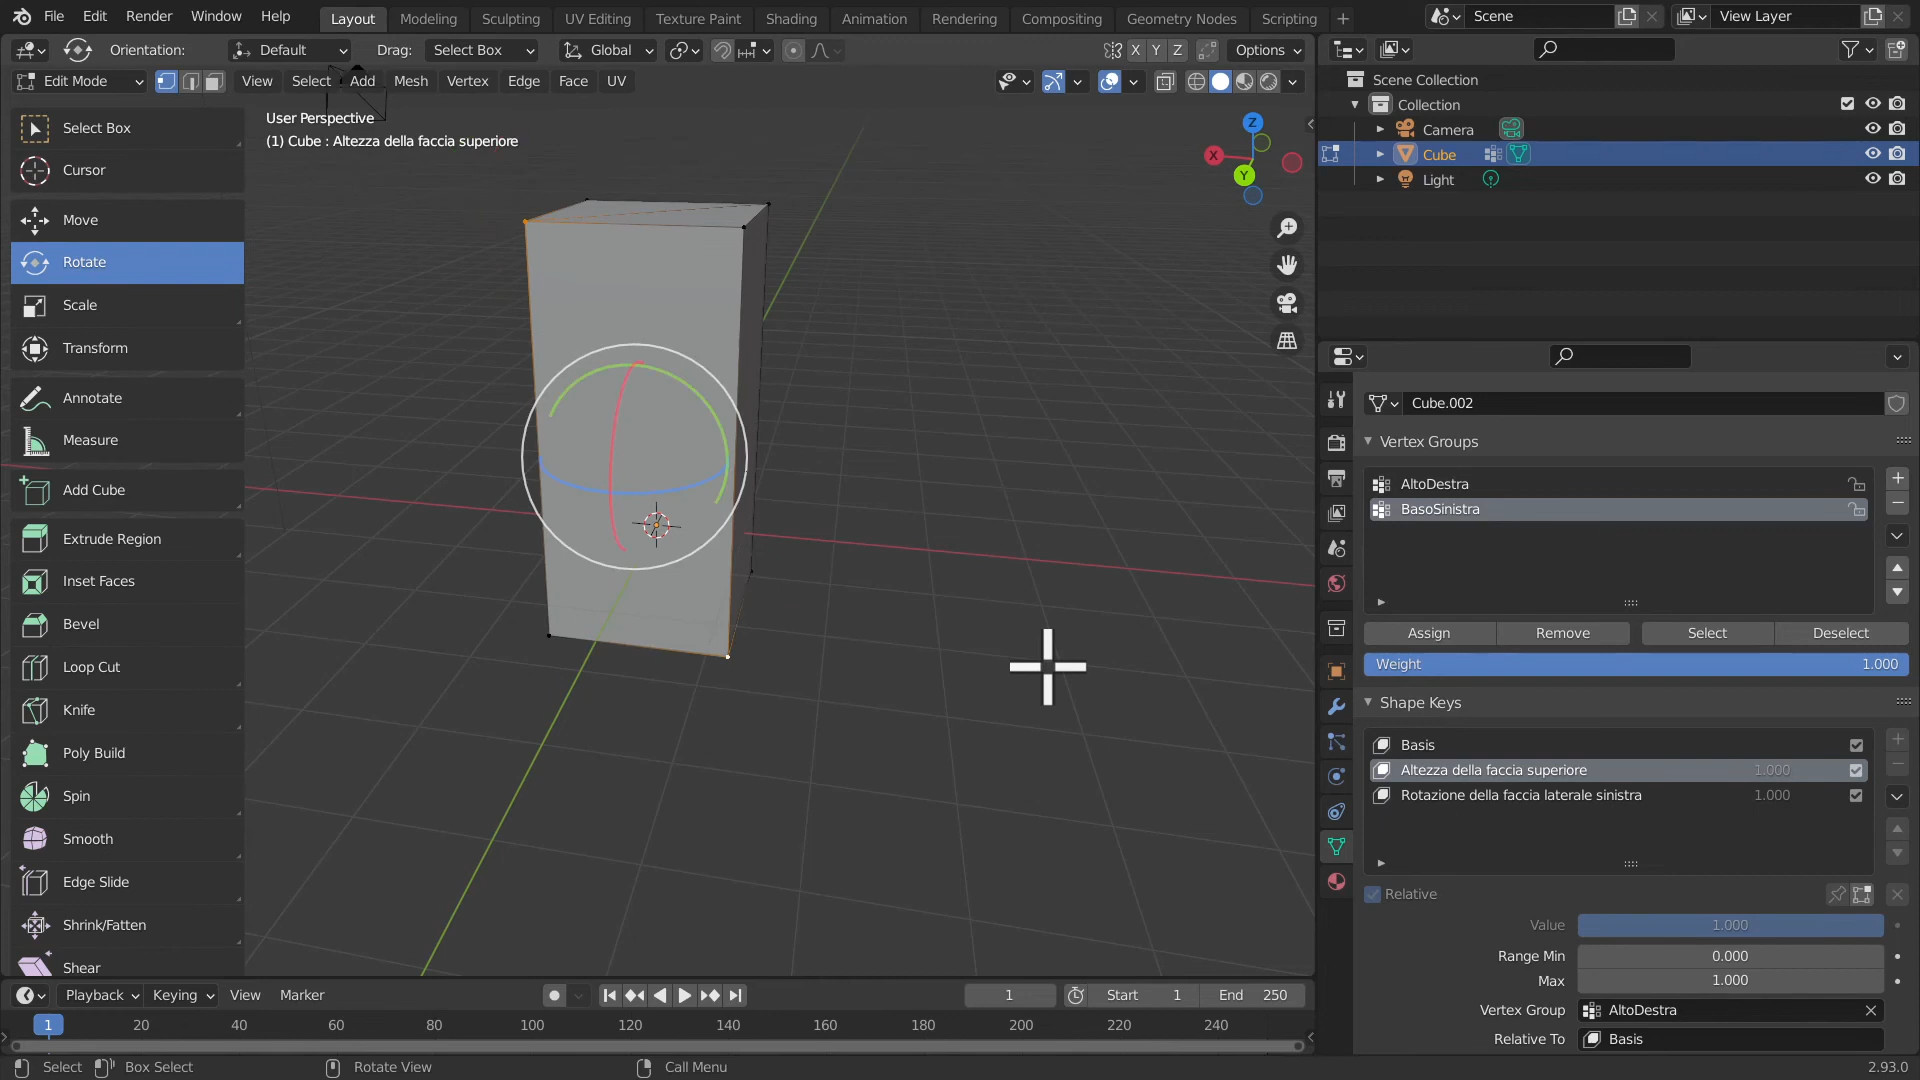 File Edit Render Window Help Layout Modeling Sculpting UV Editing Texture Paint Shading Animation Rendering Compositing Geometry Nodes Scripting + Scene View Layer
Orientation: Default Drag: Select Box Global X Y Z Options
Edit Mode View Select Add Mesh Vertex Edge Face UV
User Perspective
(1) Cube : Altezza della faccia superiore
Z
X
Y
Select Box
Cursor
Move
Rotate
Scale
Transform
Annotate
Measure
Add Cube
Extrude Region
Inset Faces
Bevel
Loop Cut
Knife
Poly Build
Spin
Smooth
Edge Slide
Shrink/Fatten
Shear
Scene Collection
Collection
Camera
Cube
Light
Cube.002
Vertex Groups
AltoDestra
BasoSinistra
Assign Remove Select Deselect
Weight 1.000
Shape Keys
Basis
Altezza della faccia superiore 1.000
Rotazione della faccia laterale sinistra 1.000
Relative
Value 1.000
Range Min 0.000
Max 1.000
Vertex Group AltoDestra
Relative To Basis
Playback Keying View Marker 1 Start 1 End 250
1 20 40 60 80 100 120 140 160 180 200 220 240
Select Box Select Rotate View Call Menu 2.93.0